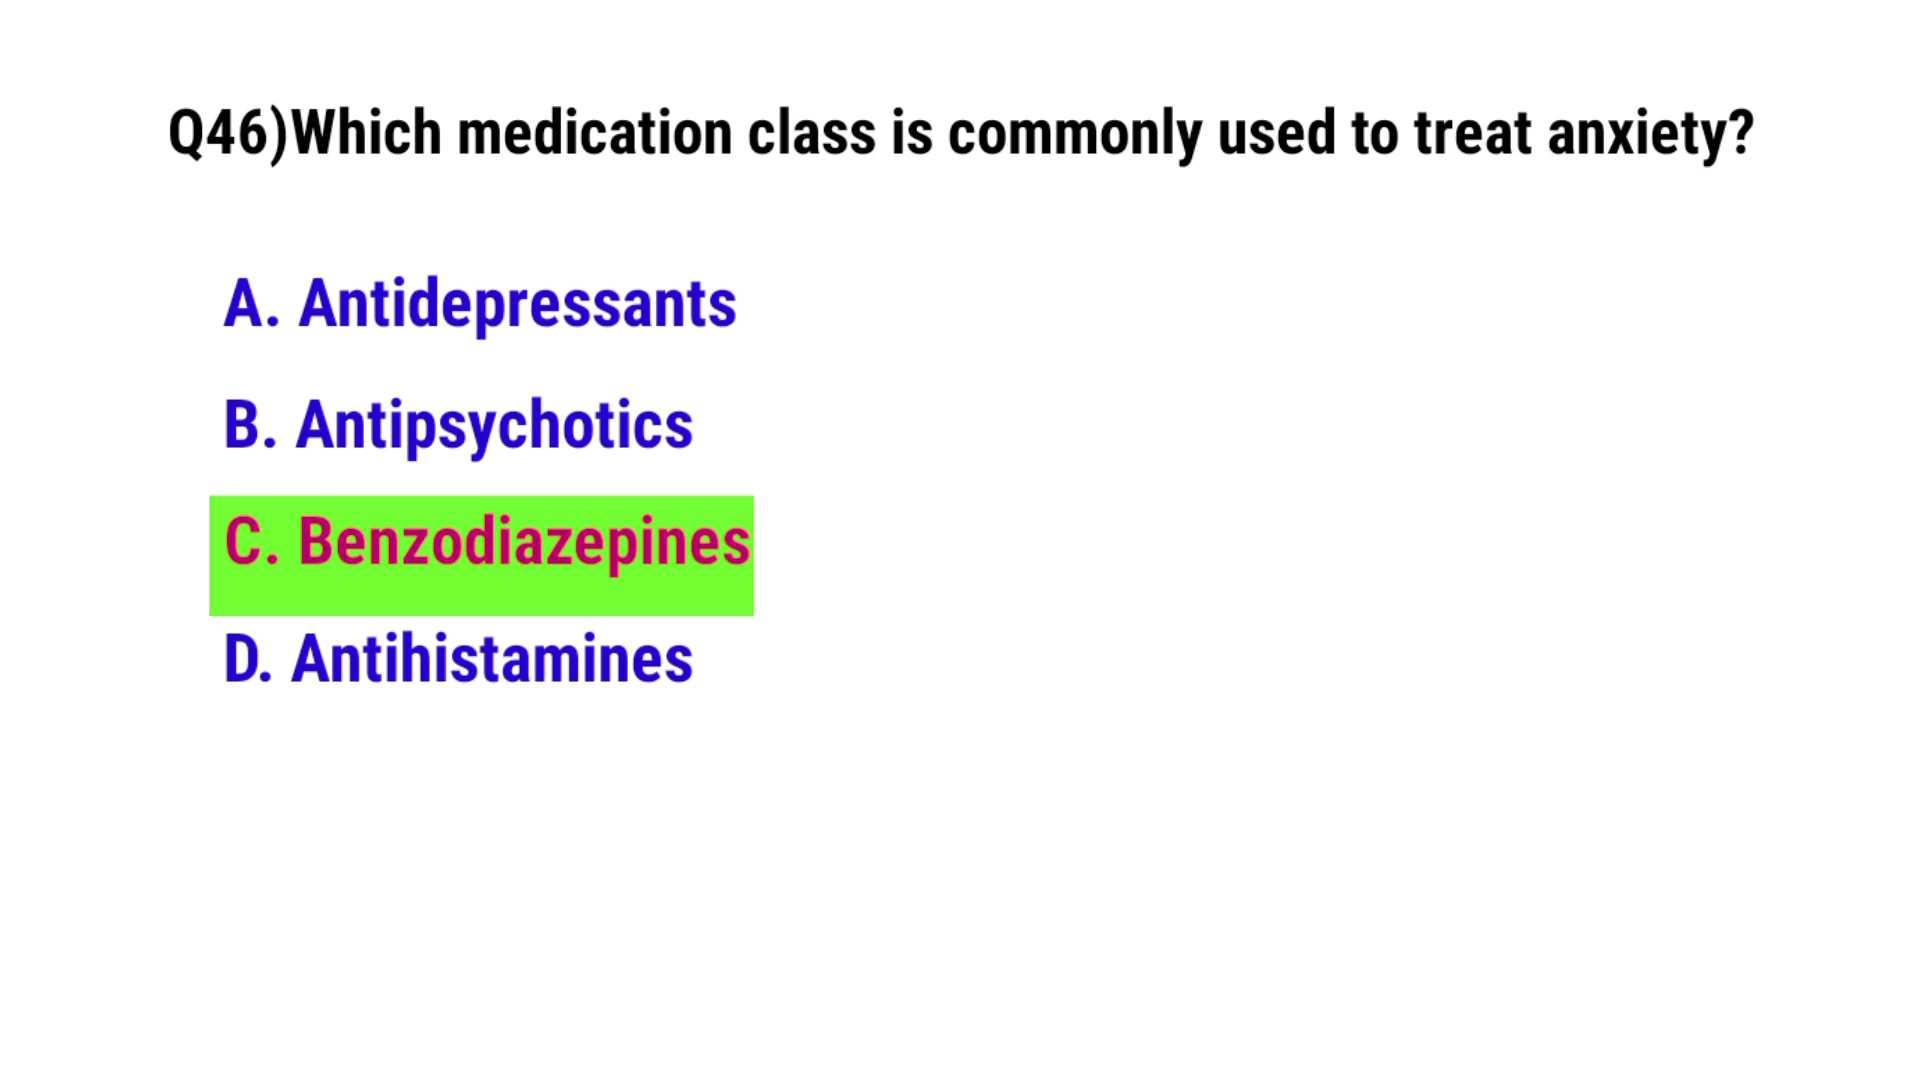 Q46)Which medication class is commonly used to treat anxiety?
A. Antidepressants
B. Antipsychotics
C. Benzodiazepines
D. Antihistamines